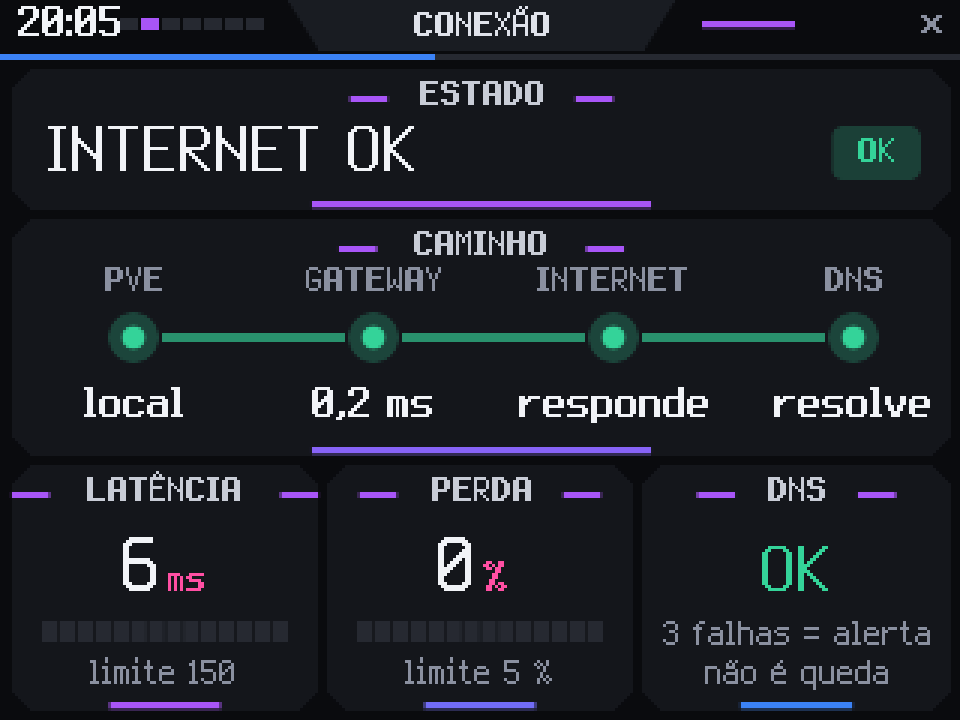 20:05
CONEXÃO
x
ESTADO
INTERNET OK
OK
CAMINHO
PVE GATEWAY INTERNET DNS
local 0,2 ms responde resolve
LATÊNCIA
6 ms
limite 150
PERDA
0 %
limite 5 %
DNS
OK
3 falhas = alerta
não é queda